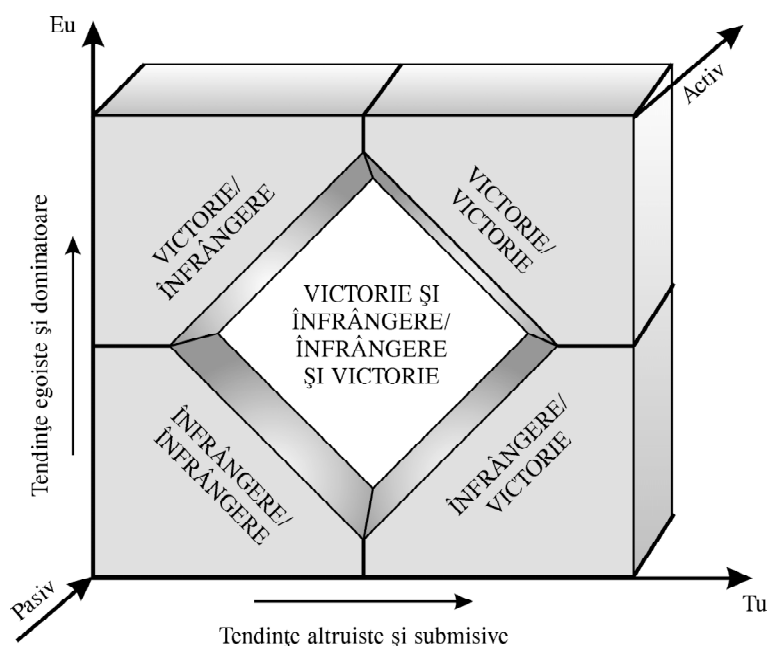 Eu
Activ
VICTORIE/
ÎNFRÂNGERE
VICTORIE/
VICTORIE
Tendinţe egoiste şi dominatoare
VICTORIE ŞI
ÎNFRÂNGERE/
ÎNFRÂNGERE
ŞI VICTORIE
ÎNFRÂNGERE/
ÎNFRÂNGERE
ÎNFRÂNGERE/
VICTORIE
Pasiv
Tu
Tendinţe altruiste şi submisive